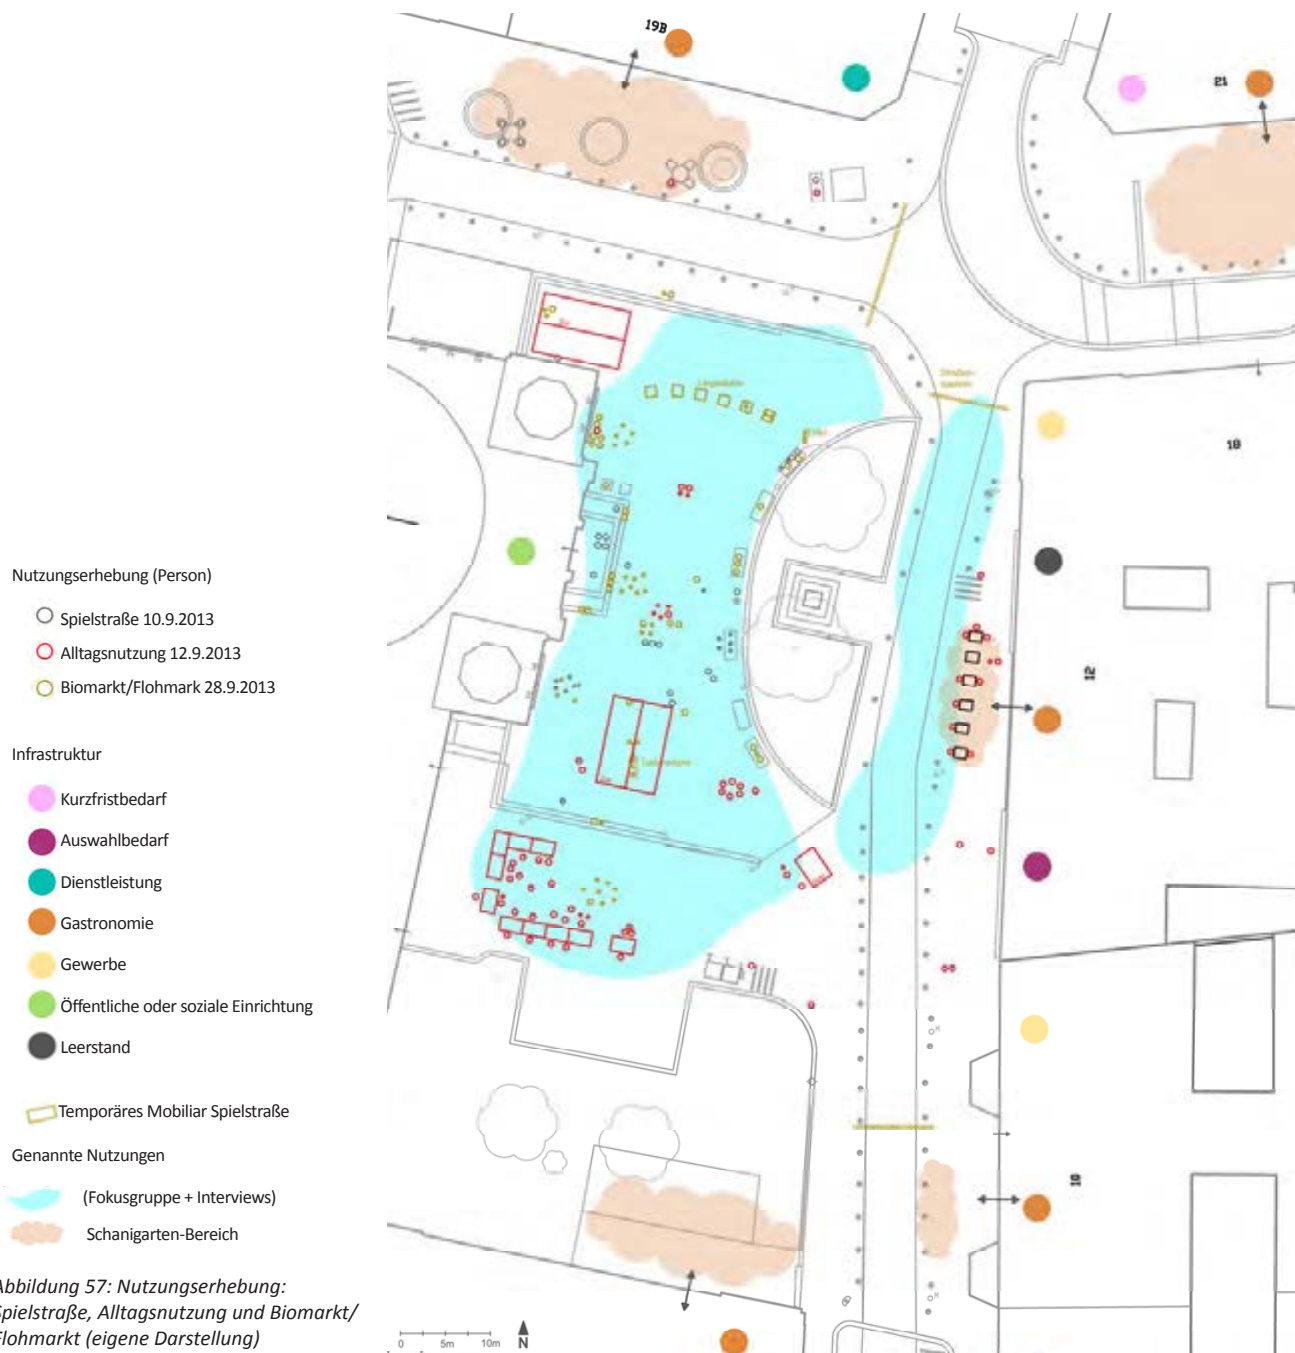 Nutzungserhebung (Person)
Spielstraße 10.9.2013
Alltagsnutzung 12.9.2013
Biomarkt/Flohmark 28.9.2013
Infrastruktur
Kurzfristbedarf
Auswahlbedarf
Dienstleistung
Gastronomie
Gewerbe
Öffentliche oder soziale Einrichtung
Leerstand
Temporäres Mobiliar Spielstraße
Genannte Nutzungen
(Fokusgruppe + Interviews)
Schanigarten-Bereich
Abbildung 57: Nutzungserhebung:
Spielstraße, Alltagsnutzung und Biomarkt/
Flohmarkt (eigene Darstellung)
19B
21
18
12
10
0 5m 10m
N